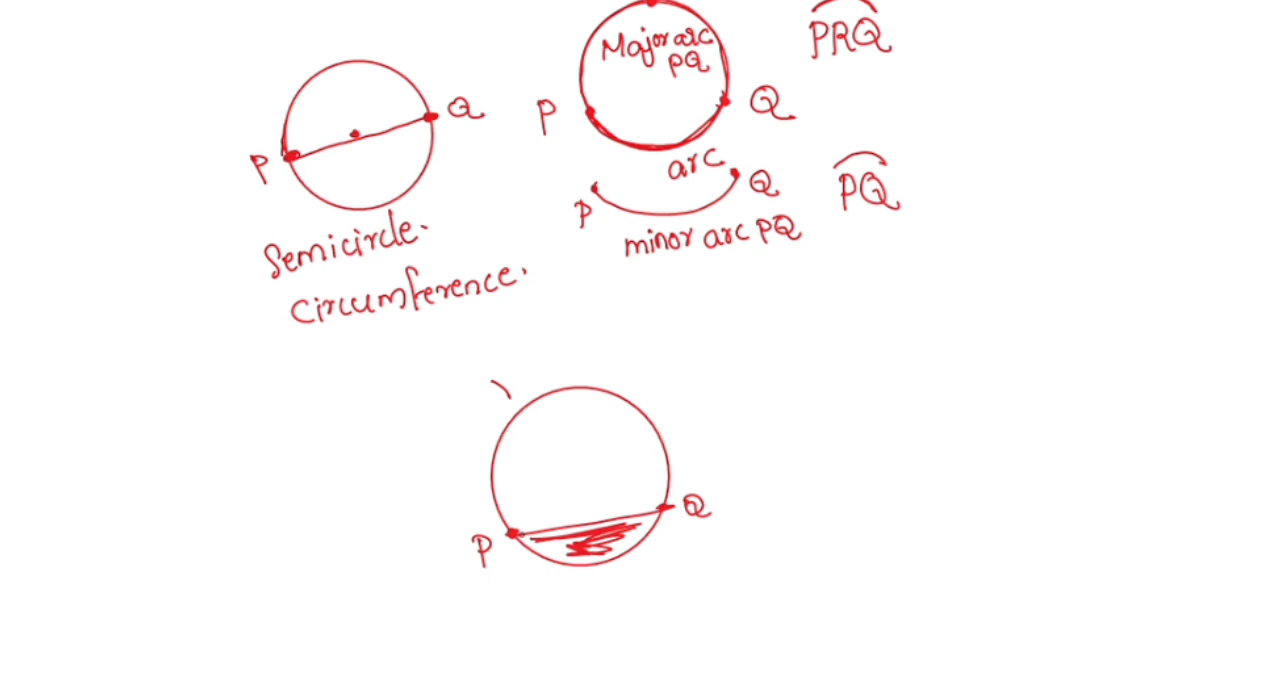 Major arc
PQ
PRQ
P
Q
P
Q
arc
P
Q
PQ
minor arc PQ
Semicircle.
Circumference.
P
Q